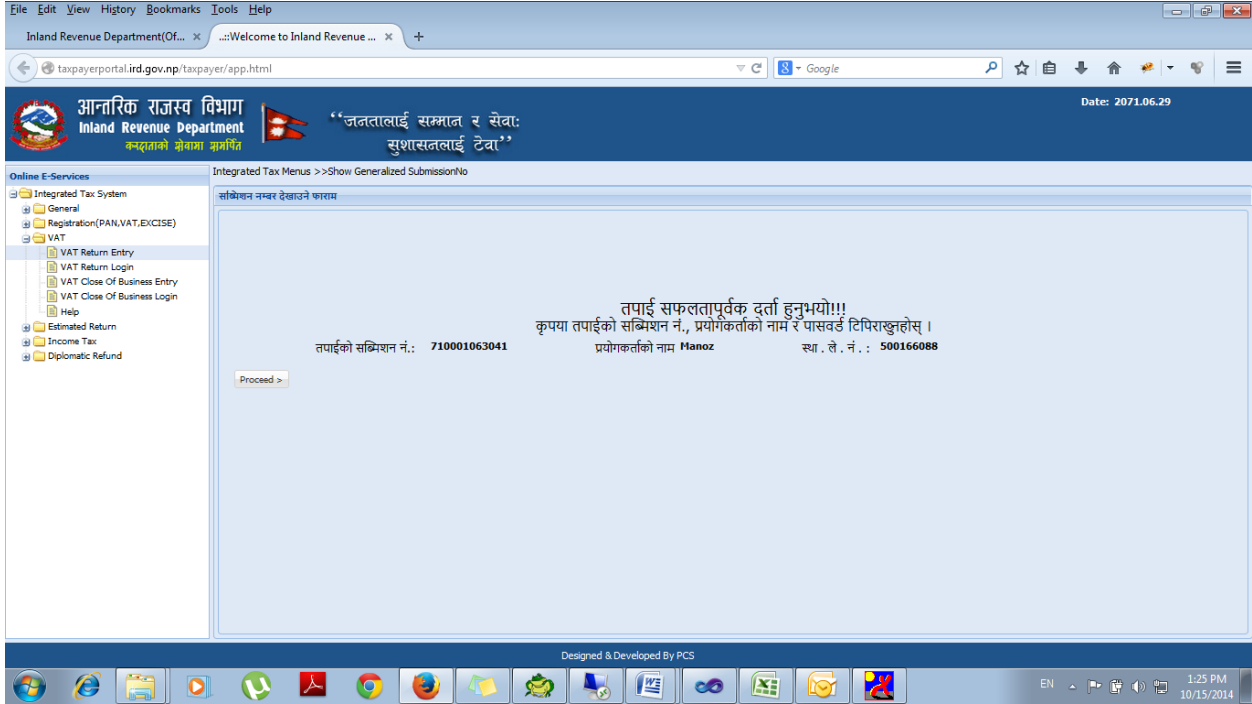 File Edit View History Bookmarks Tools Help
Inland Revenue Department(Of... × ..::Welcome to Inland Revenue ... × +
taxpayerportal.ird.gov.np/taxpayer/app.html Google
आन्तरिक राजस्व विभाग
Inland Revenue Department
“जनतालाई सम्मान र सेवाः
सुशासनलाई टेवा”
Date: 2071.06.29
Online E-Services
Integrated Tax System
General
Registration(PAN,VAT,EXCISE)
VAT
VAT Return Entry
VAT Return Login
VAT Close Of Business Entry
VAT Close Of Business Login
Help
Estimated Return
Income Tax
Diplomatic Refund
Integrated Tax Menus >>Show Generalized SubmissionNo
सब्मिशन नम्बर देखाउने फाराम
तपाई सफलतापूर्वक दर्ता हुनुभयो!!!
कृपया तपाईको सब्मिशन नं., प्रयोगकर्ताको नाम र पासवर्ड टिपिराख्नुहोस् ।
तपाईको सब्मिशन नं.: 710001063041 प्रयोगकर्ताको नाम Manoz स्था . ले . नं . : 500166088
Proceed >
Designed & Developed By PCS
EN 1:25 PM
10/15/2014